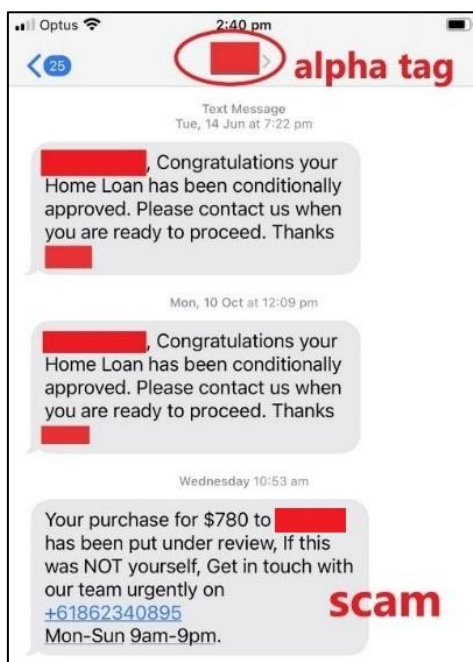 Optus 2:40 pm
25
alpha tag
Text Message
Tue, 14 Jun at 7:22 pm
, Congratulations your
Home Loan has been conditionally
approved. Please contact us when
you are ready to proceed. Thanks
Mon, 10 Oct at 12:09 pm
, Congratulations your
Home Loan has been conditionally
approved. Please contact us when
you are ready to proceed. Thanks
Wednesday 10:53 am
Your purchase for $780 to
has been put under review, If this
was NOT yourself, Get in touch with
our team urgently on
+61862340895
Mon-Sun 9am-9pm.
scam